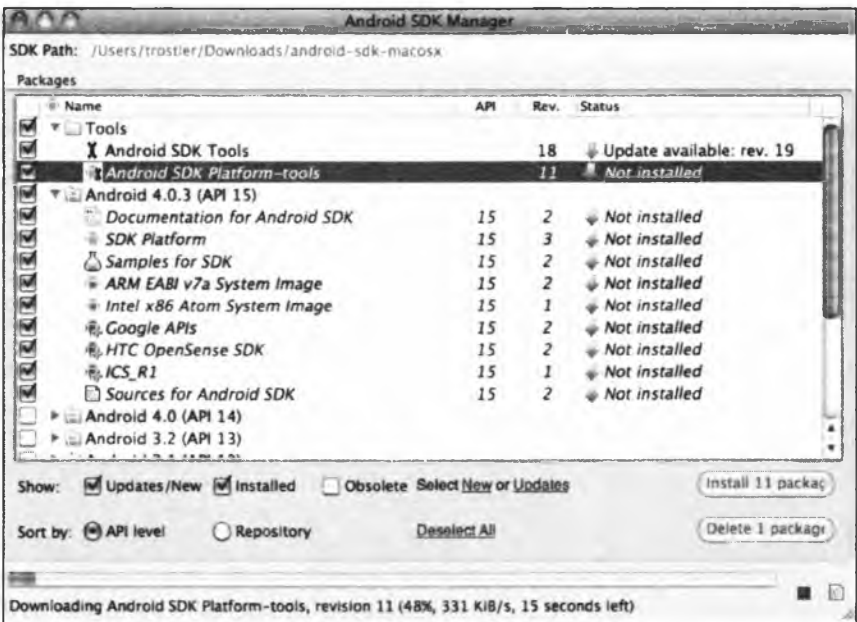 Android SDK Manager
SDK Path: /Users/trostler/Downloads/android-sdk-macosx
Packages
Name API Rev. Status
Tools
Android SDK Tools 18 Update available: rev. 19
Android SDK Platform-tools 11 Not installed
Android 4.0.3 (API 15)
Documentation for Android SDK 15 2 Not installed
SDK Platform 15 3 Not installed
Samples for SDK 15 2 Not installed
ARM EABI v7a System Image 15 2 Not installed
Intel x86 Atom System Image 15 1 Not installed
Google APIs 15 2 Not installed
HTC OpenSense SDK 15 2 Not installed
ICS_R1 15 1 Not installed
Sources for Android SDK 15 2 Not installed
Android 4.0 (API 14)
Android 3.2 (API 13)
Show: Updates/New Installed Obsolete Select New or Updates Install 11 packag
Sort by: API level Repository Deselect All Delete 1 package
Downloading Android SDK Platform-tools, revision 11 (48%, 331 KiB/s, 15 seconds left)